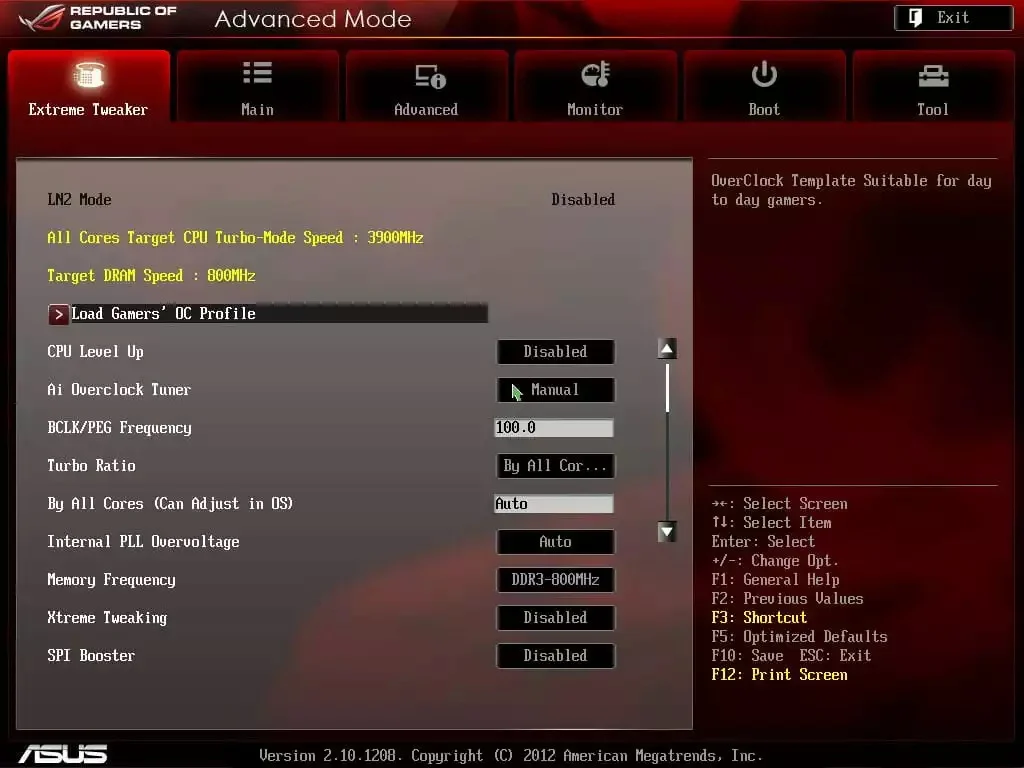 REPUBLIC OF
GAMERS
Advanced Mode
Exit
Extreme Tweaker
Main
Advanced
Monitor
Boot
Tool
LN2 Mode Disabled
All Cores Target CPU Turbo-Mode Speed : 3900MHz
Target DRAM Speed : 800MHz
> Load Gamers' OC Profile
CPU Level Up Disabled
Ai Overclock Tuner Manual
BCLK/PEG Frequency 100.0
Turbo Ratio By All Cor...
By All Cores (Can Adjust in OS) Auto
Internal PLL Overvoltage Auto
Memory Frequency DDR3-800MHz
Xtreme Tweaking Disabled
SPI Booster Disabled
OverClock Template Suitable for day
to day gamers.
→←: Select Screen
↑↓: Select Item
Enter: Select
+/-: Change Opt.
F1: General Help
F2: Previous Values
F3: Shortcut
F5: Optimized Defaults
F10: Save ESC: Exit
F12: Print Screen
ASUS
Version 2.10.1208. Copyright (C) 2012 American Megatrends, Inc.